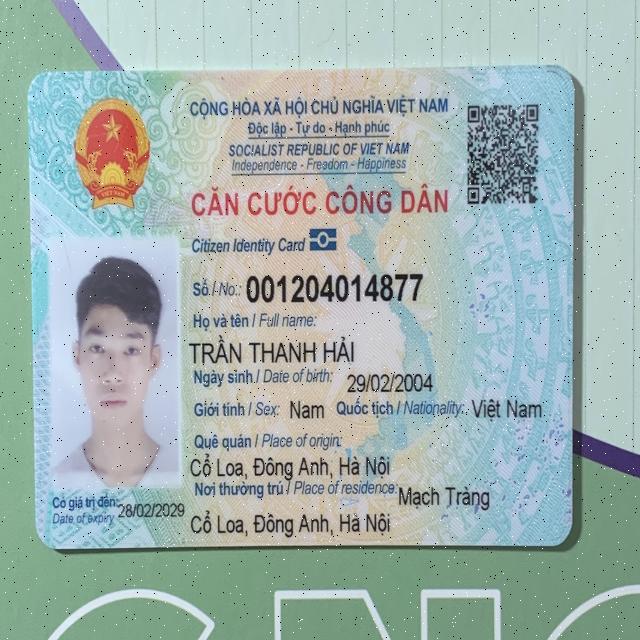 CỘNG HÒA XÃ HỘI CHỦ NGHĨA VIỆT NAM
Độc lập - Tự do - Hạnh phúc
SOCIALIST REPUBLIC OF VIET NAM
Independence - Freedom - Happiness
CĂN CƯỚC CÔNG DÂN
Citizen Identity Card
Số / No.: 001204014877
Họ và tên / Full name:
TRẦN THANH HẢI
Ngày sinh / Date of birth: 29/02/2004
Giới tính / Sex: Nam Quốc tịch / Nationality: Việt Nam
Quê quán / Place of origin:
Cổ Loa, Đông Anh, Hà Nội
Nơi thường trú / Place of residence: Mạch Tràng
Cổ Loa, Đông Anh, Hà Nội
Có giá trị đến: 28/02/2029
Date of expiry